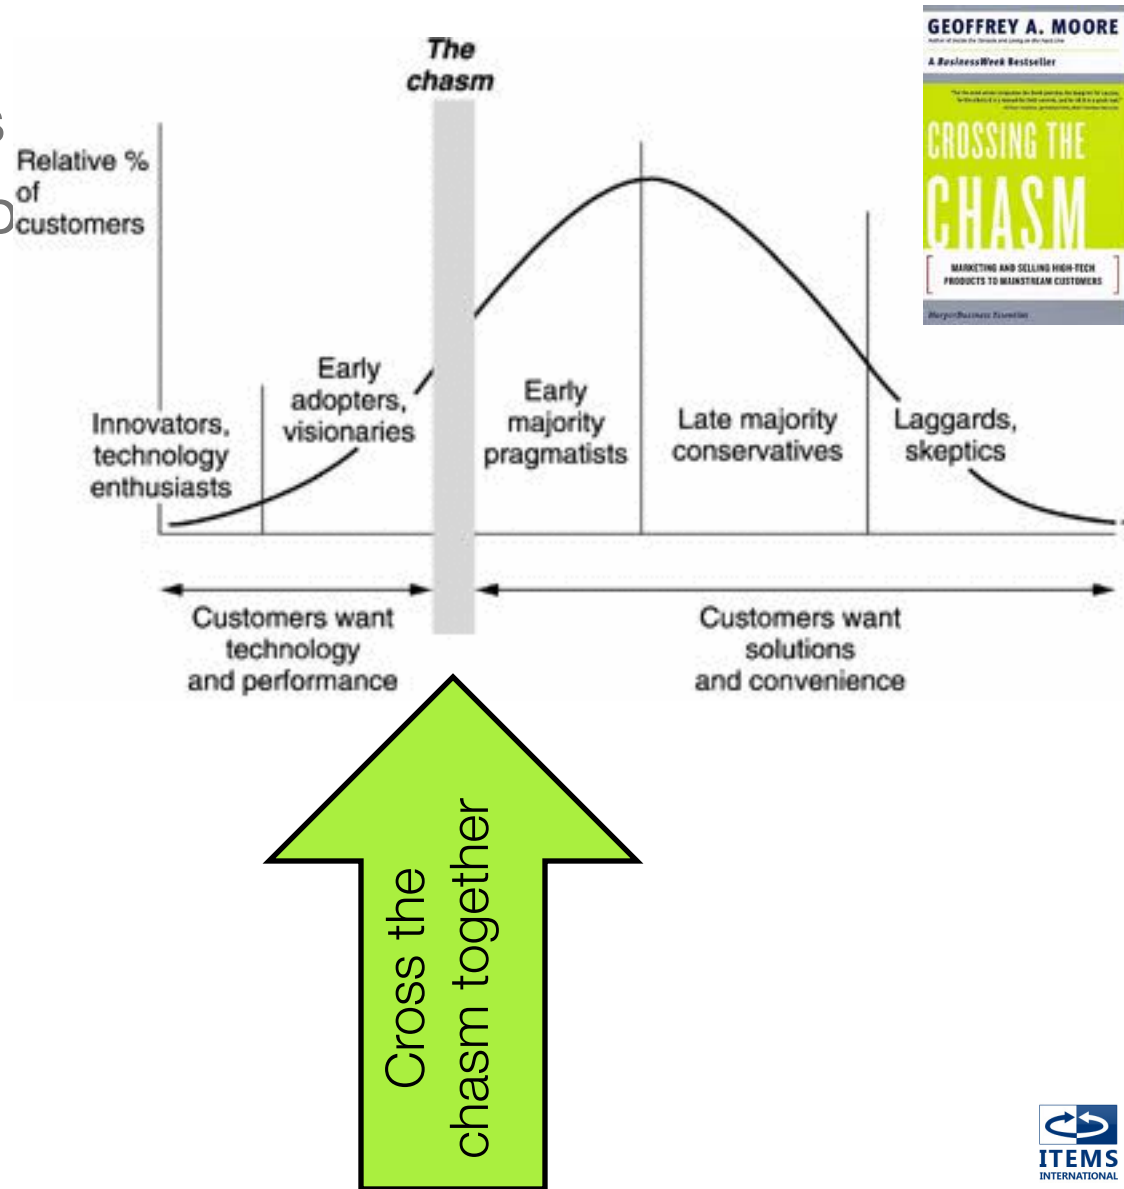 GEOFFREY A. MOORE
A BusinessWeek Bestseller
CROSSING THE
CHASM
MARKETING AND SELLING HIGH-TECH
PRODUCTS TO MAINSTREAM CUSTOMERS
HarperBusiness Essentials
The
chasm
Relative %
of
customers
Innovators,
technology
enthusiasts
Early
adopters,
visionaries
Early
majority
pragmatists
Late majority
conservatives
Laggards,
skeptics
Customers want
technology
and performance
Customers want
solutions
and convenience
Cross the
chasm together
ITEMS
INTERNATIONAL